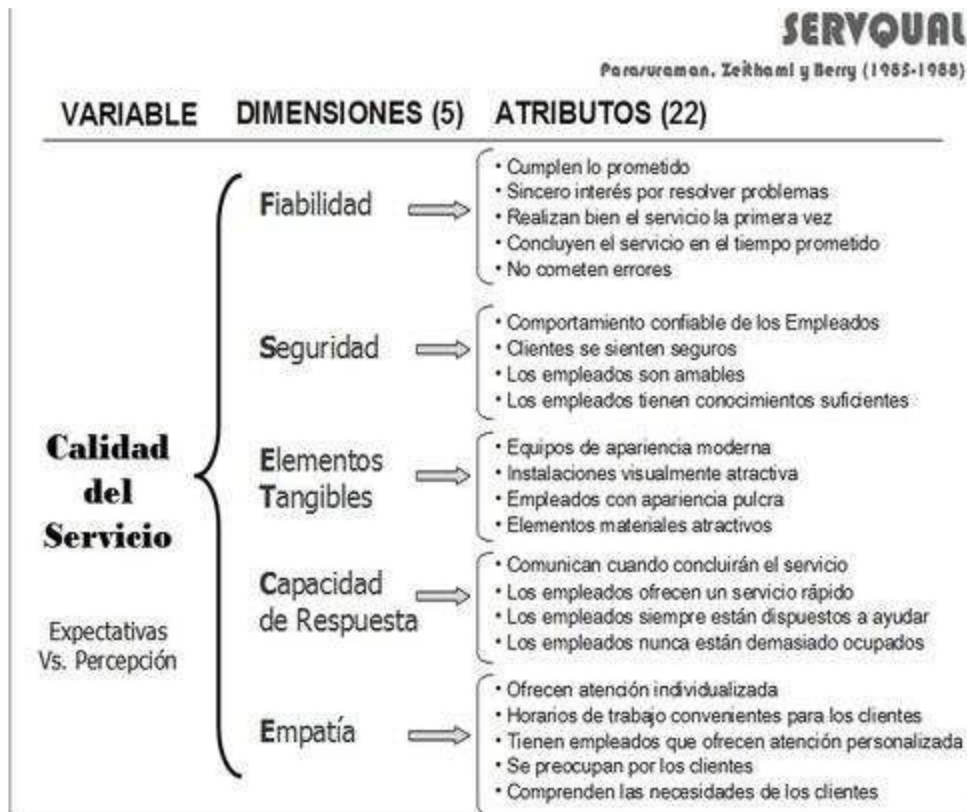 SERVQUAL
Parasuraman, Zeithaml y Berry (1985-1988)
VARIABLE
DIMENSIONES (5)
ATRIBUTOS (22)
Calidad
del
Servicio
Expectativas
Vs. Percepción
Fiabilidad
• Cumplen lo prometido
• Sincero interés por resolver problemas
• Realizan bien el servicio la primera vez
• Concluyen el servicio en el tiempo prometido
• No cometen errores
Seguridad
• Comportamiento confiable de los Empleados
• Clientes se sienten seguros
• Los empleados son amables
• Los empleados tienen conocimientos suficientes
Elementos
Tangibles
• Equipos de apariencia moderna
• Instalaciones visualmente atractiva
• Empleados con apariencia pulcra
• Elementos materiales atractivos
Capacidad
de Respuesta
• Comunican cuando concluirán el servicio
• Los empleados ofrecen un servicio rápido
• Los empleados siempre están dispuestos a ayudar
• Los empleados nunca están demasiado ocupados
Empatía
• Ofrecen atención individualizada
• Horarios de trabajo convenientes para los clientes
• Tienen empleados que ofrecen atención personalizada
• Se preocupan por los clientes
• Comprenden las necesidades de los clientes